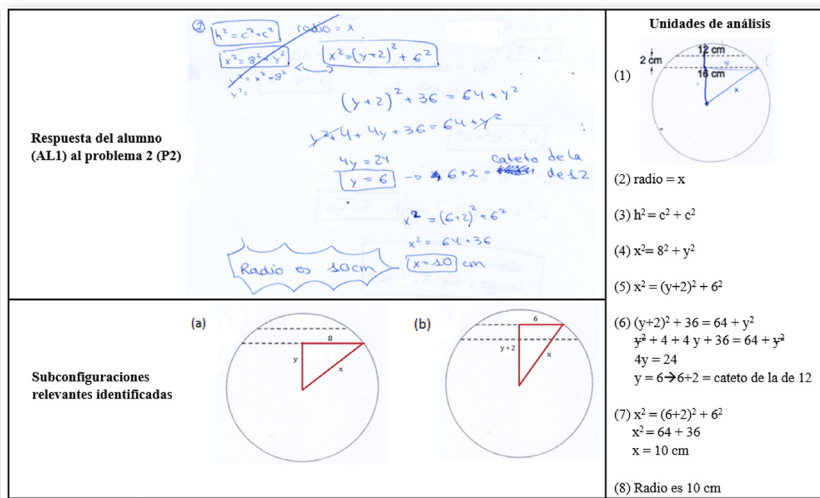 Respuesta del alumno
(AL1) al problema 2 (P2)
②
h² = c² + c²
radio = x
x² = 8² + y²
x² = (y+2)² + 6²
(y+2)² + 36 = 64 + y²
y² + 4 + 4y + 36 = 64 + y²
4y = 24
y = 6 → 6+2 = cateto de la
de 12
x² = (6+2)² + 6²
x² = 64 + 36
x = 10 cm
Radio es 10cm
Unidades de análisis
(1)
2 cm
12 cm
16 cm
x
(2) radio = x
(3) h² = c² + c²
(4) x² = 8² + y²
(5) x² = (y+2)² + 6²
(6) (y+2)² + 36 = 64 + y²
y² + 4 + 4 y + 36 = 64 + y²
4y = 24
y = 6→6+2 = cateto de la de 12
(7) x² = (6+2)² + 6²
x² = 64 + 36
x = 10 cm
(8) Radio es 10 cm
Subconfiguraciones
relevantes identificadas
(a)
8
y
x
(b)
6
y+2
x